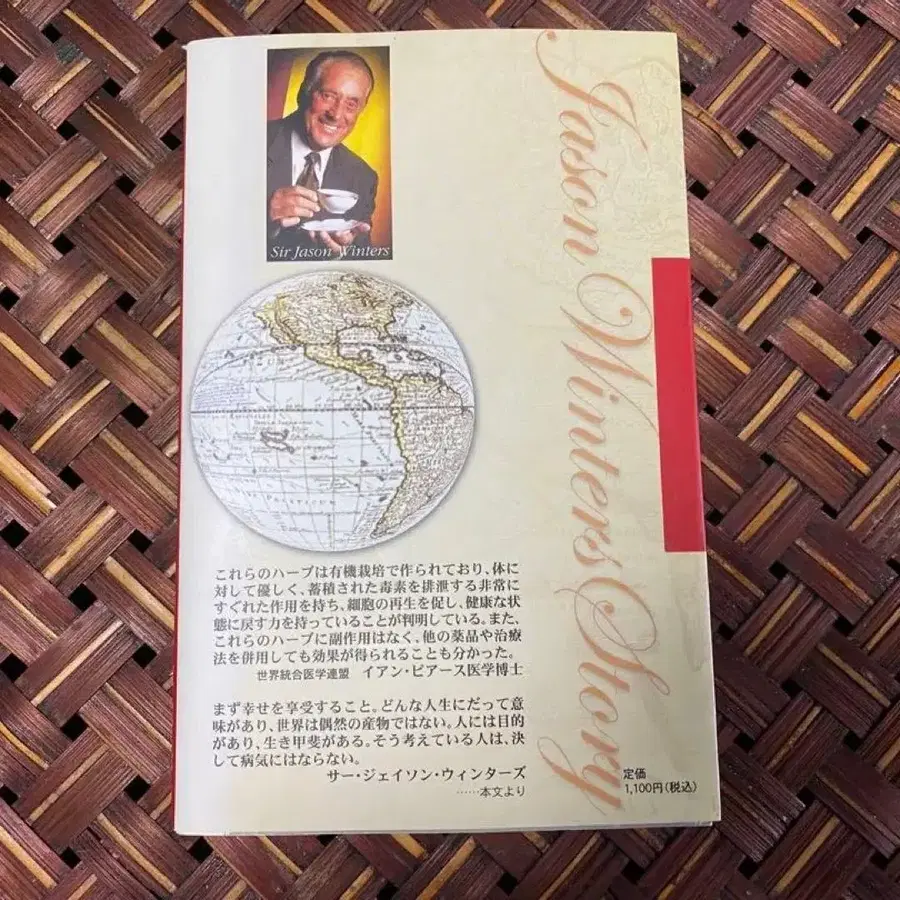 Sir Jason Winters
Jason Winters Story
これらのハーブは有機栽培で作られており、体に
対して優しく、蓄積された毒素を排泄する非常に
すぐれた作用を持ち、細胞の再生を促し、健康な状
態に戻す力を持っていることが判明している。また、
これらのハーブに副作用はなく、他の薬品や治療
法を併用しても効果が得られることも分かった。
世界統合医学連盟 イアン・ピアース医学博士
まず幸せを享受すること。どんな人生にだって意
味があり、世界は偶然の産物ではない。人には目的
があり、生き甲斐がある。そう考えている人は、決
して病気にはならない。
サー・ジェイソン・ウィンターズ
……本文より
定価
1,100円(税込)